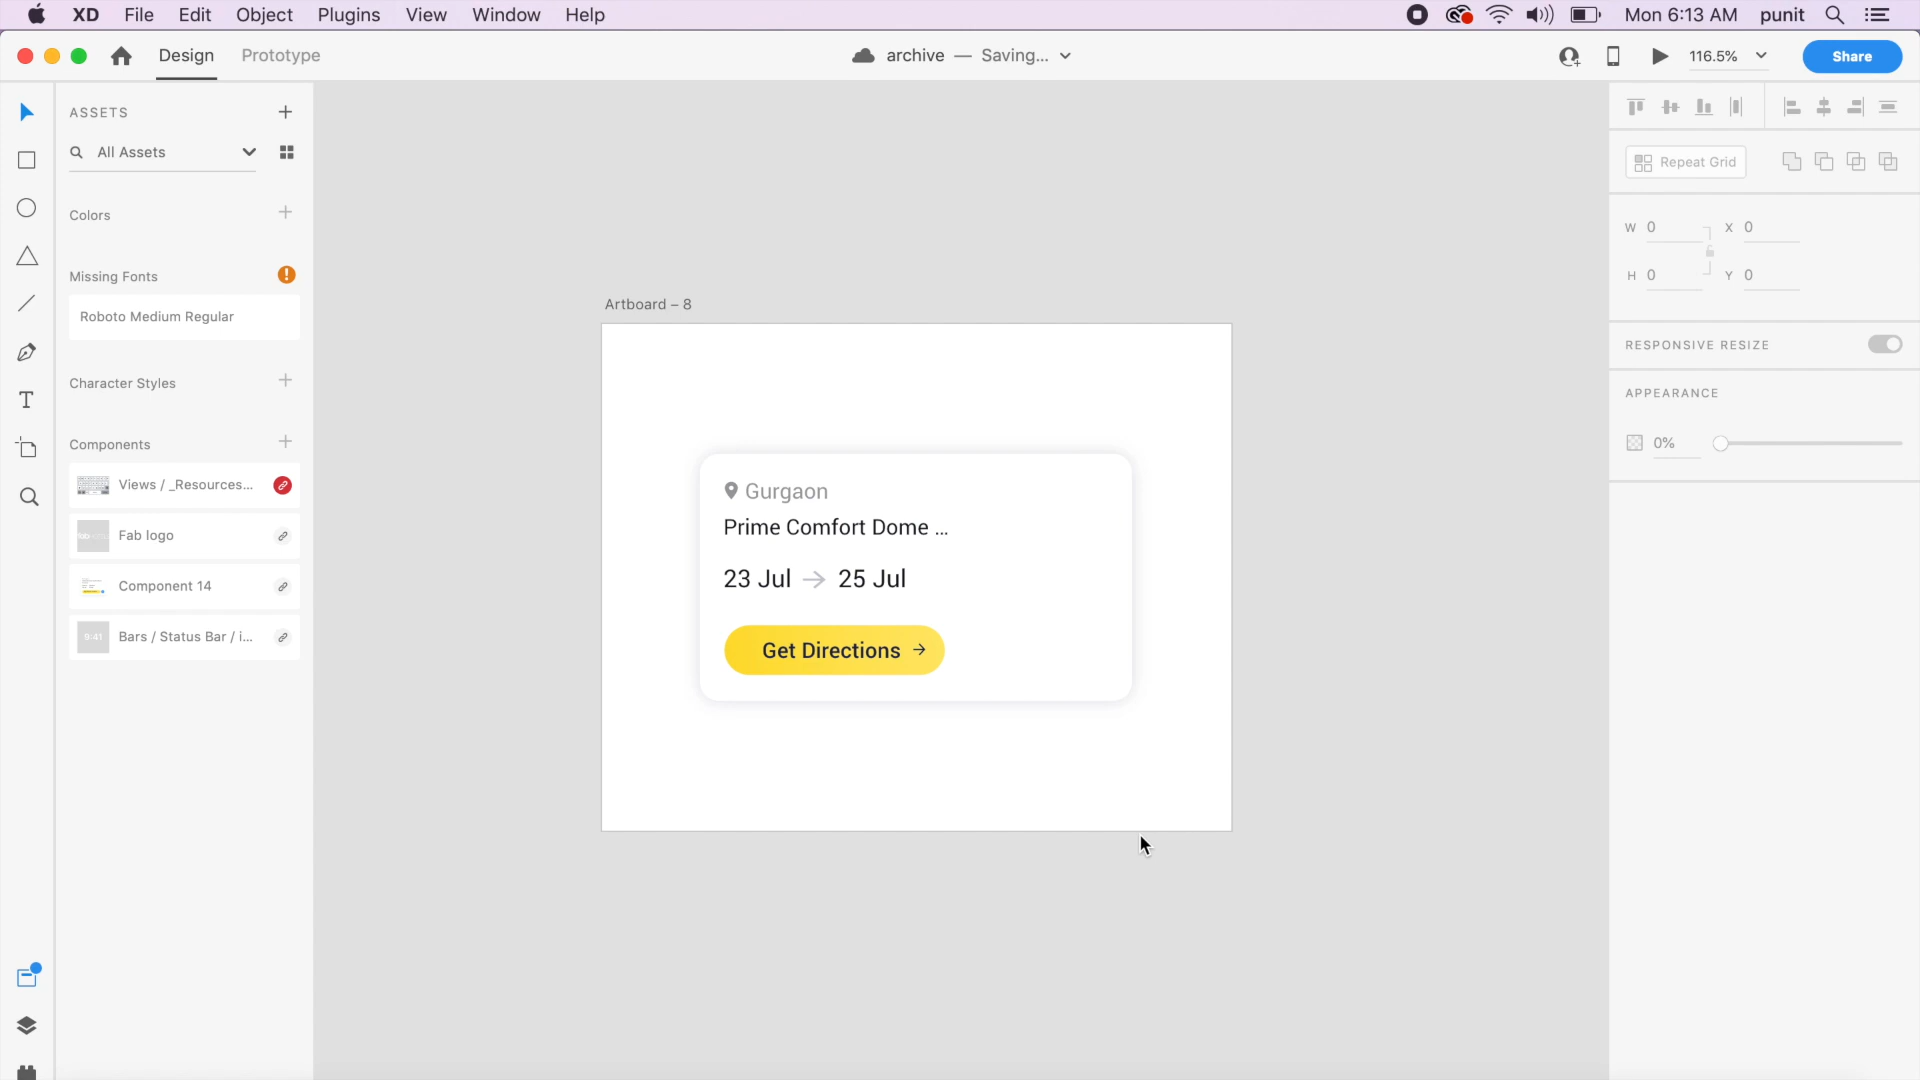 XD File Edit Object Plugins View Window Help Mon 6:13 AM punit
Design Prototype archive — Saving... 116.5% Share
ASSETS
All Assets
Repeat Grid
Colors
W 0 X 0
Missing Fonts
H 0 Y 0
Roboto Medium Regular
Artboard – 8
RESPONSIVE RESIZE
Character Styles
APPEARANCE
Components
0%
Views / _Resources...
Fab logo
Component 14
9:41 Bars / Status Bar / i...
Gurgaon
Prime Comfort Dome ...
23 Jul → 25 Jul
Get Directions →
T